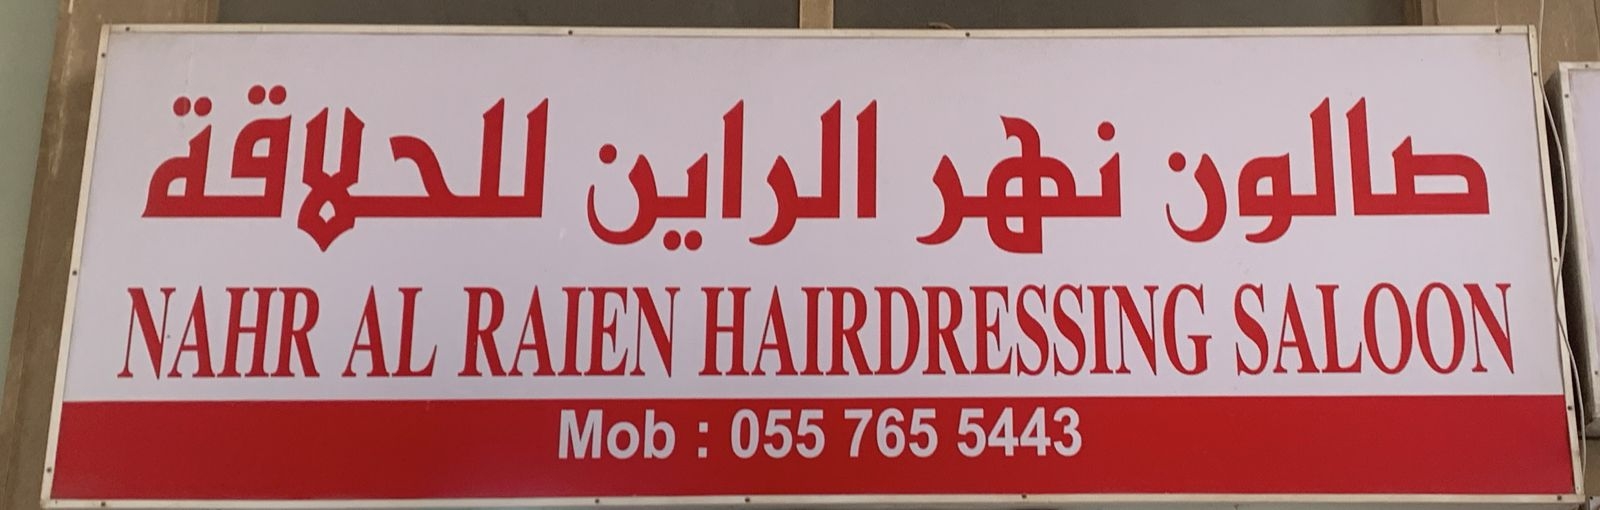 صالون نهر الراين للحلاقة
NAHR AL RAIEN HAIRDRESSING SALOON
Mob : 055 765 5443